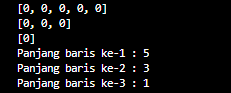 [0, 0, 0, 0, 0]
[0, 0, 0]
[0]
Panjang baris ke-1 : 5
Panjang baris ke-2 : 3
Panjang baris ke-3 : 1